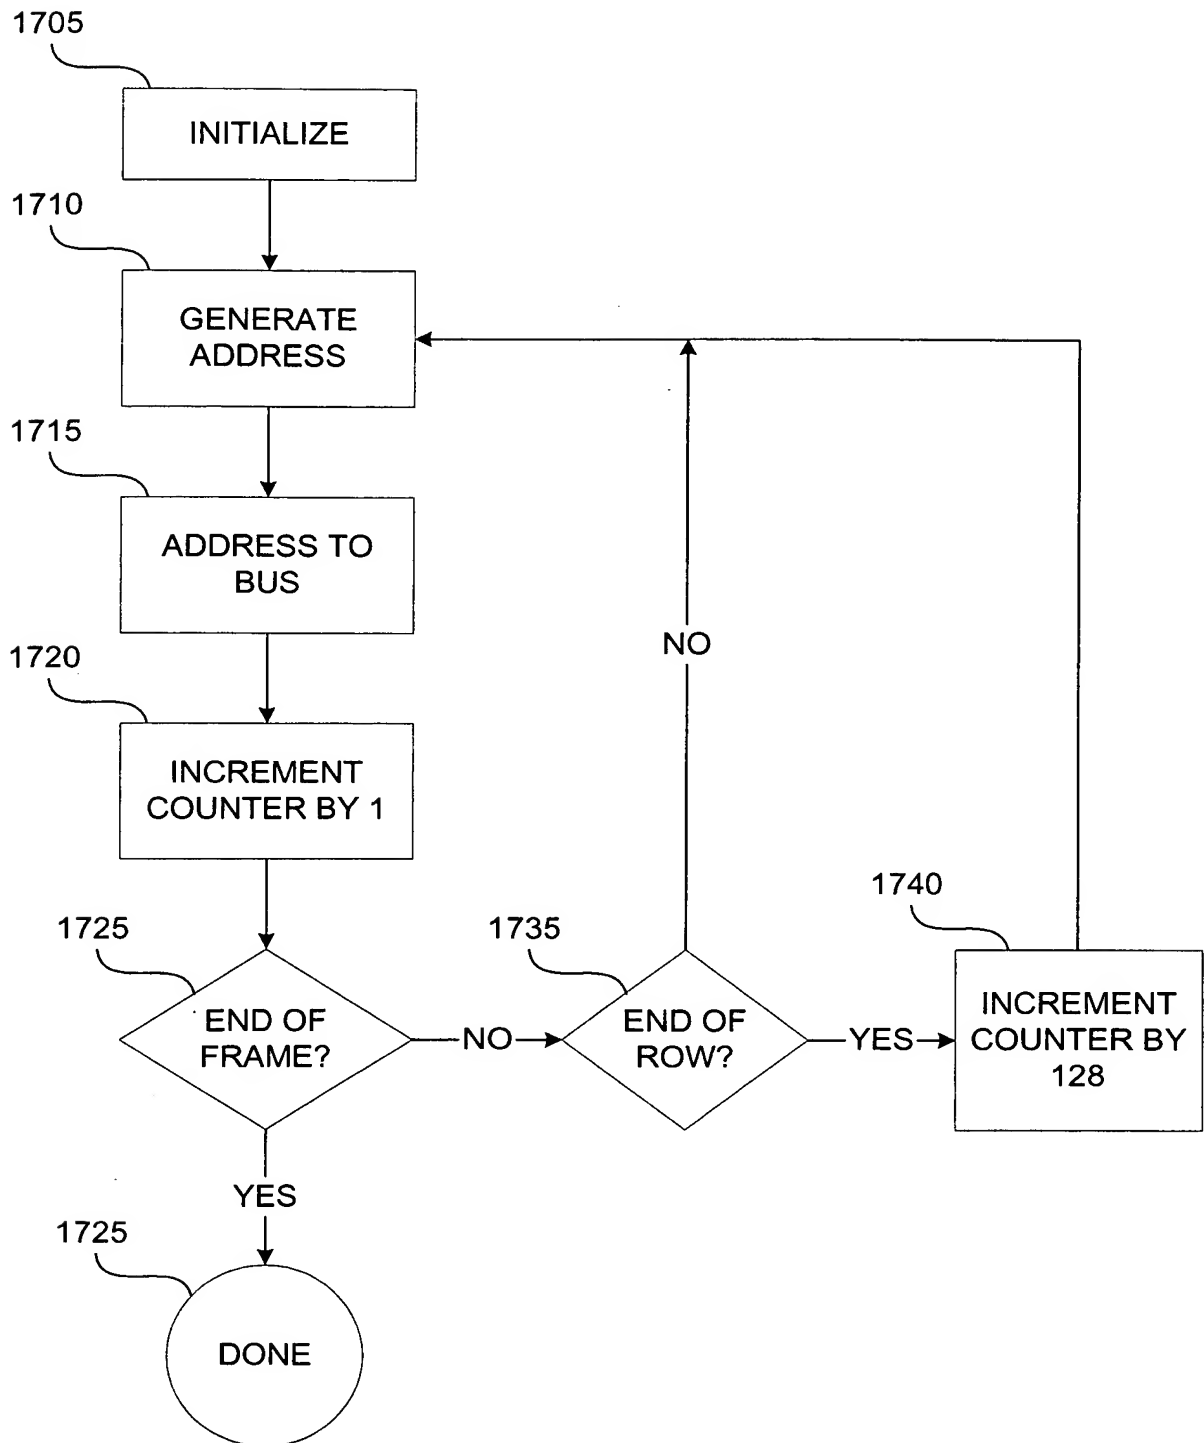 1705
INITIALIZE
1710
GENERATE
ADDRESS
1715
ADDRESS TO
BUS
1720
INCREMENT
COUNTER BY 1
NO
1725
END OF
FRAME?
NO
1735
END OF
ROW?
YES
1740
INCREMENT
COUNTER BY
128
YES
1725
DONE